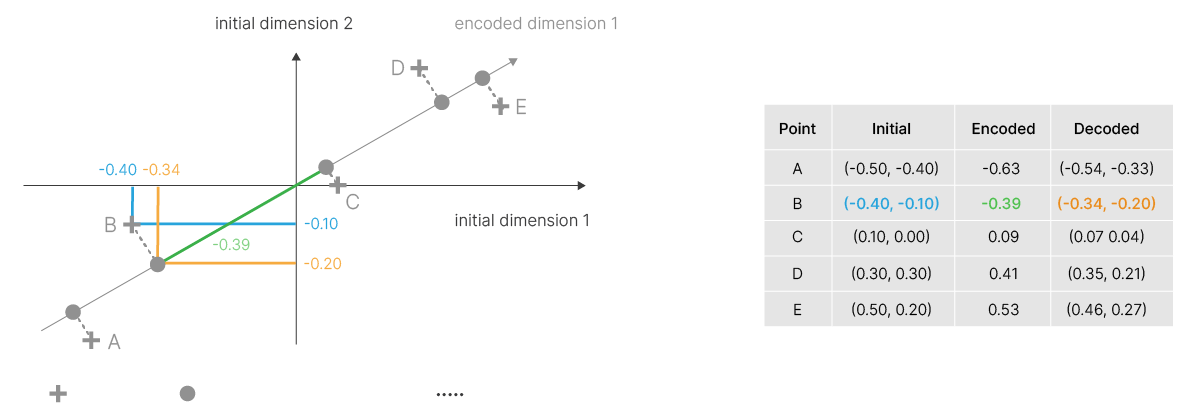 initial dimension 2
encoded dimension 1
D
E
-0.40 -0.34
C
B
-0.10
initial dimension 1
-0.39
-0.20
A
Point Initial Encoded Decoded
A (-0.50, -0.40) -0.63 (-0.54, -0.33)
B (-0.40, -0.10) -0.39 (-0.34, -0.20)
C (0.10, 0.00) 0.09 (0.07 0.04)
D (0.30, 0.30) 0.41 (0.35, 0.21)
E (0.50, 0.20) 0.53 (0.46, 0.27)